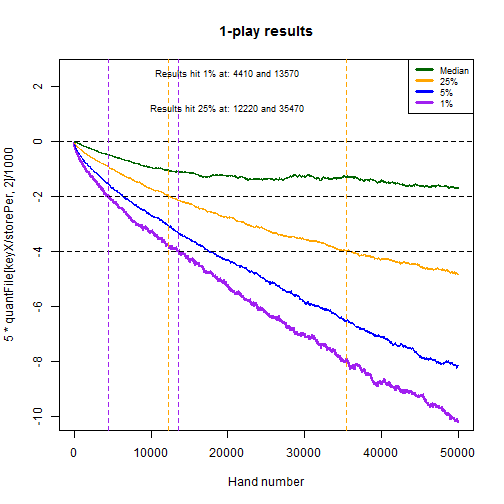 1-play results
Results hit 1% at: 4410 and 13570
Results hit 25% at: 12220 and 35470
Median
25%
5%
1%
5 * quantFile[keyX/storePer, 2]/1000
2
0
-2
-4
-6
-8
-10
0
10000
20000
30000
40000
50000
Hand number